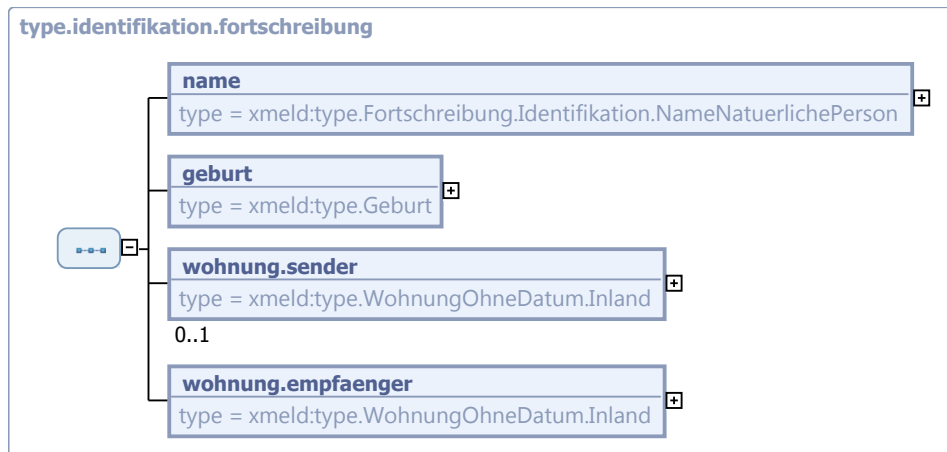 type.identifikation.fortschreibung
name
type = xmeld:type.Fortschreibung.Identifikation.NameNatuerlichePerson
geburt
type = xmeld:type.Geburt
wohnung.sender
type = xmeld:type.WohnungOhneDatum.Inland
0..1
wohnung.empfaenger
type = xmeld:type.WohnungOhneDatum.Inland